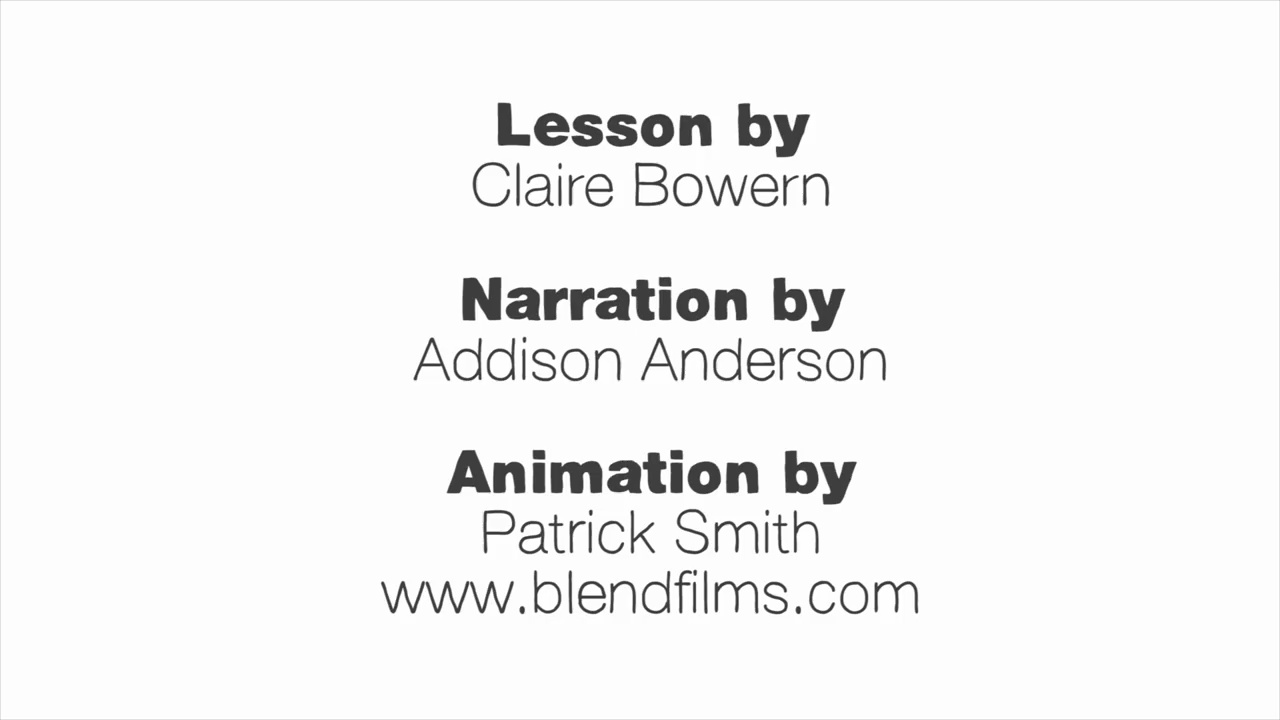 Lesson by
Claire Bowern
Narration by
Addison Anderson
Animation by
Patrick Smith
www.blendfilms.com